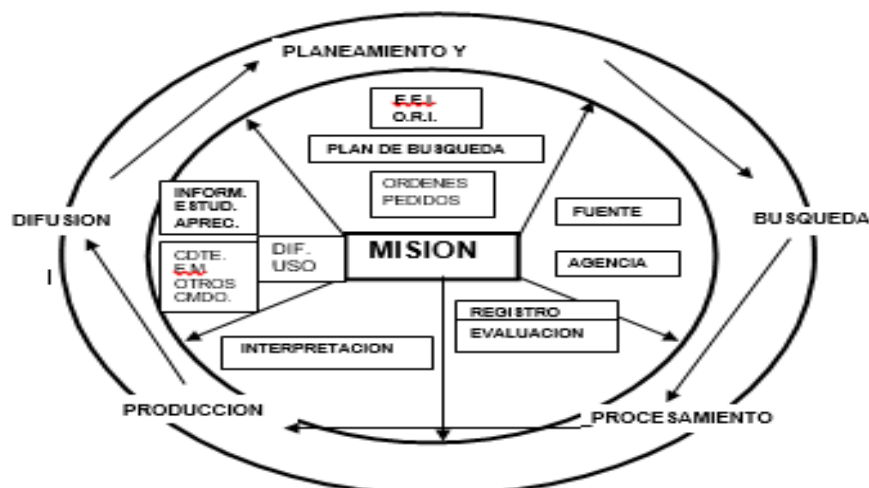 PLANEAMIENTO Y
E.E.I.
O.R.I.
PLAN DE BUSQUEDA
ORDENES
PEDIDOS
INFORM.
ESTUD.
APREC.
DIFUSION
FUENTE
BUSQUEDA
CDTE.
E.M.
OTROS
CMDO.
DIF.
USO
MISION
AGENCIA
REGISTRO
EVALUACION
INTERPRETACION
PRODUCCION
PROCESAMIENTO